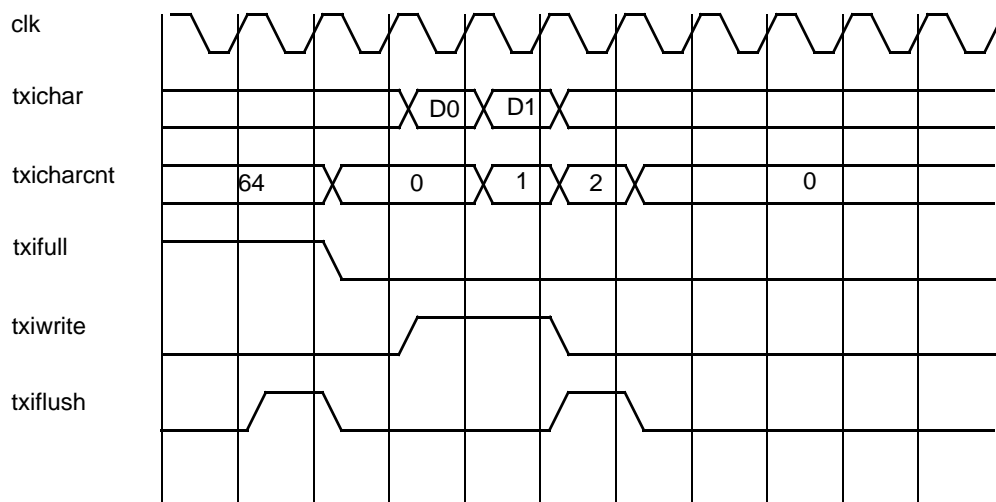 clk
txichar D0 D1
txicharcnt 64 0 1 2 0
txifull
txiwrite
txiflush